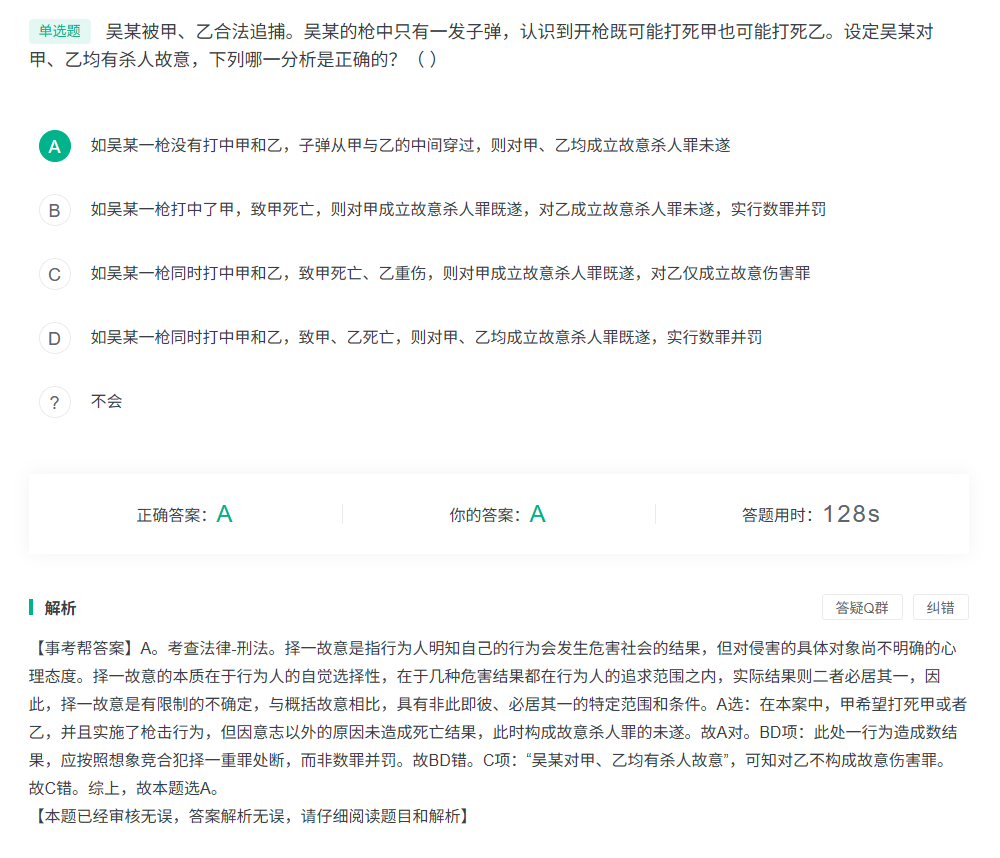 单选题 吴某被甲、乙合法追捕。吴某的枪中只有一发子弹，认识到开枪既可能打死甲也可能打死乙。设定吴某对
甲、乙均有杀人故意，下列哪一分析是正确的？（ ）
A 如吴某一枪没有打中甲和乙，子弹从甲与乙的中间穿过，则对甲、乙均成立故意杀人罪未遂
B 如吴某一枪打中了甲，致甲死亡，则对甲成立故意杀人罪既遂，对乙成立故意杀人罪未遂，实行数罪并罚
C 如吴某一枪同时打中甲和乙，致甲死亡、乙重伤，则对甲成立故意杀人罪既遂，对乙仅成立故意伤害罪
D 如吴某一枪同时打中甲和乙，致甲、乙死亡，则对甲、乙均成立故意杀人罪既遂，实行数罪并罚
? 不会
正确答案：A 你的答案：A 答题用时：128s
解析 答疑Q群 纠错
【事考帮答案】A。考查法律-刑法。择一故意是指行为人明知自己的行为会发生危害社会的结果，但对侵害的具体对象尚不明确的心
理态度。择一故意的本质在于行为人的自觉选择性，在于几种危害结果都在行为人的追求范围之内，实际结果则二者必居其一，因
此，择一故意是有限制的不确定，与概括故意相比，具有非此即彼、必居其一的特定范围和条件。A选：在本案中，甲希望打死甲或者
乙，并且实施了枪击行为，但因意志以外的原因未造成死亡结果，此时构成故意杀人罪的未遂。故A对。BD项：此处一行为造成数结
果，应按照想象竞合犯择一重罪处断，而非数罪并罚。故BD错。C项：“吴某对甲、乙均有杀人故意”，可知对乙不构成故意伤害罪。
故C错。综上，故本题选A。
【本题已经审核无误，答案解析无误，请仔细阅读题目和解析】